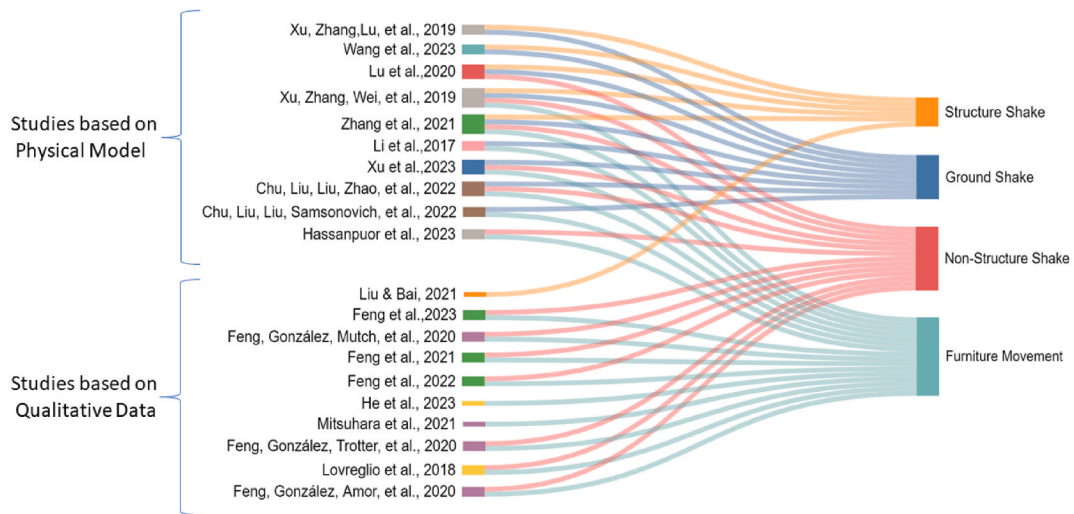 Studies based on
Physical Model
Xu, Zhang,Lu, et al., 2019
Wang et al., 2023
Lu et al.,2020
Xu, Zhang, Wei, et al., 2019
Zhang et al., 2021
Li et al.,2017
Xu et al.,2023
Chu, Liu, Liu, Zhao, et al., 2022
Chu, Liu, Liu, Samsonovich, et al., 2022
Hassanpuor et al., 2023
Studies based on
Qualitative Data
Liu & Bai, 2021
Feng et al.,2023
Feng, González, Mutch, et al., 2020
Feng et al., 2021
Feng et al., 2022
He et al., 2023
Mitsuhara et al., 2021
Feng, González, Trotter, et al., 2020
Lovreglio et al., 2018
Feng, González, Amor, et al., 2020
Structure Shake
Ground Shake
Non-Structure Shake
Furniture Movement